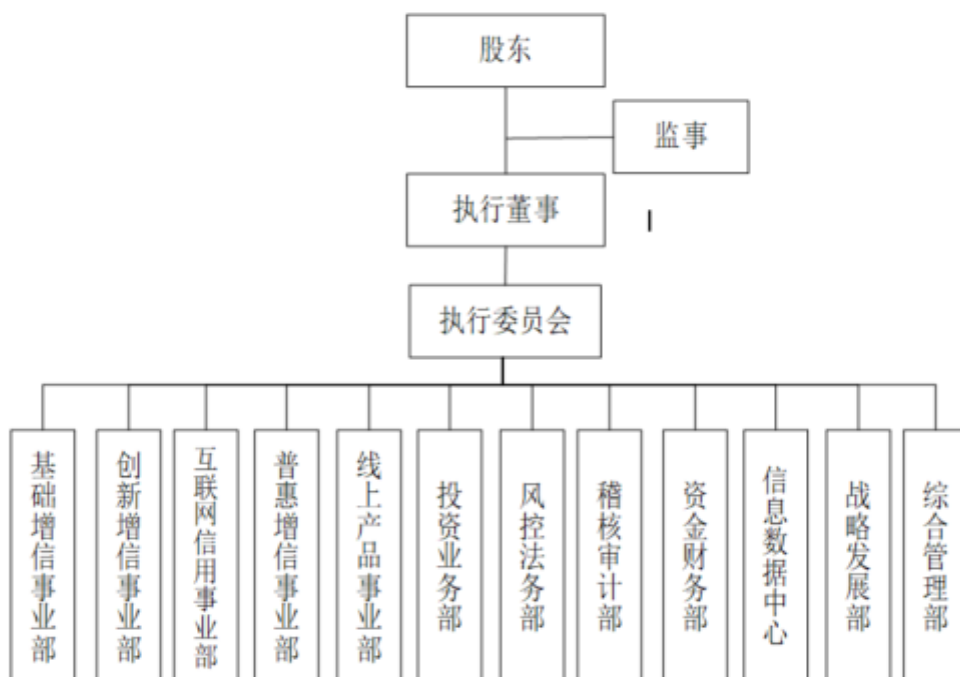 股东
监事
执行董事
执行委员会
基础增信事业部
创新增信事业部
互联网信用事业部
普惠增信事业部
线上产品事业部
投资业务部
风控法务部
稽核审计部
资金财务部
信息数据中心
战略发展部
综合管理部